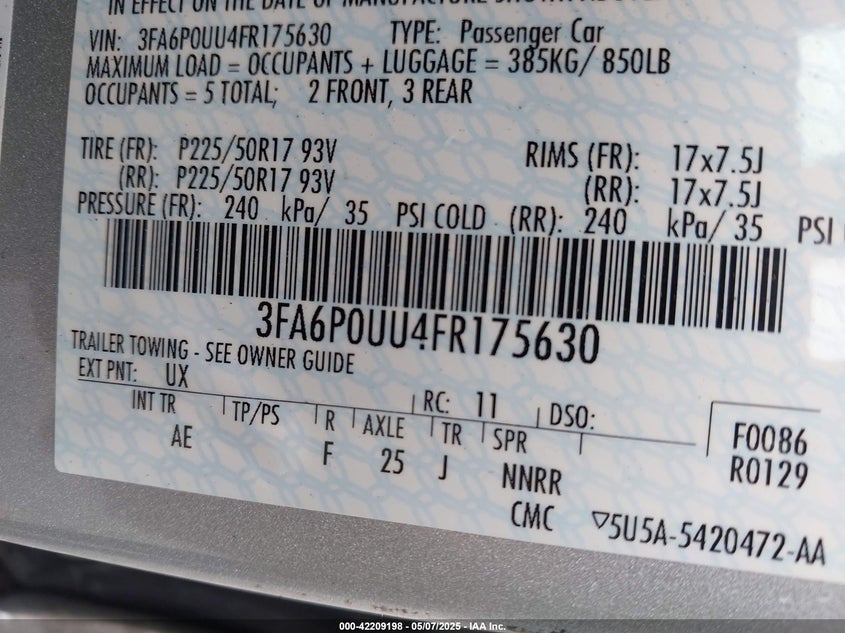 IN EFFECT ON THE DATE OF MANUFACTURE
VIN: 3FA6P0UU4FR175630 TYPE: Passenger Car
MAXIMUM LOAD = OCCUPANTS + LUGGAGE = 385KG/ 850LB
OCCUPANTS = 5 TOTAL; 2 FRONT, 3 REAR
TIRE (FR): P225/50R17 93V RIMS (FR): 17x7.5J
(RR): P225/50R17 93V (RR): 17x7.5J
PRESSURE (FR): 240 kPa/ 35 PSI COLD (RR): 240 kPa/ 35 PSI
3FA6P0UU4FR175630
TRAILER TOWING - SEE OWNER GUIDE
EXT PNT: UX RC: 11 DSO:
INT TR TP/PS R AXLE TR SPR F0086
AE F 25 J NNRR R0129
CMC ▽5U5A-5420472-AA
000-42209198 - 05/07/2025 - IAA Inc.